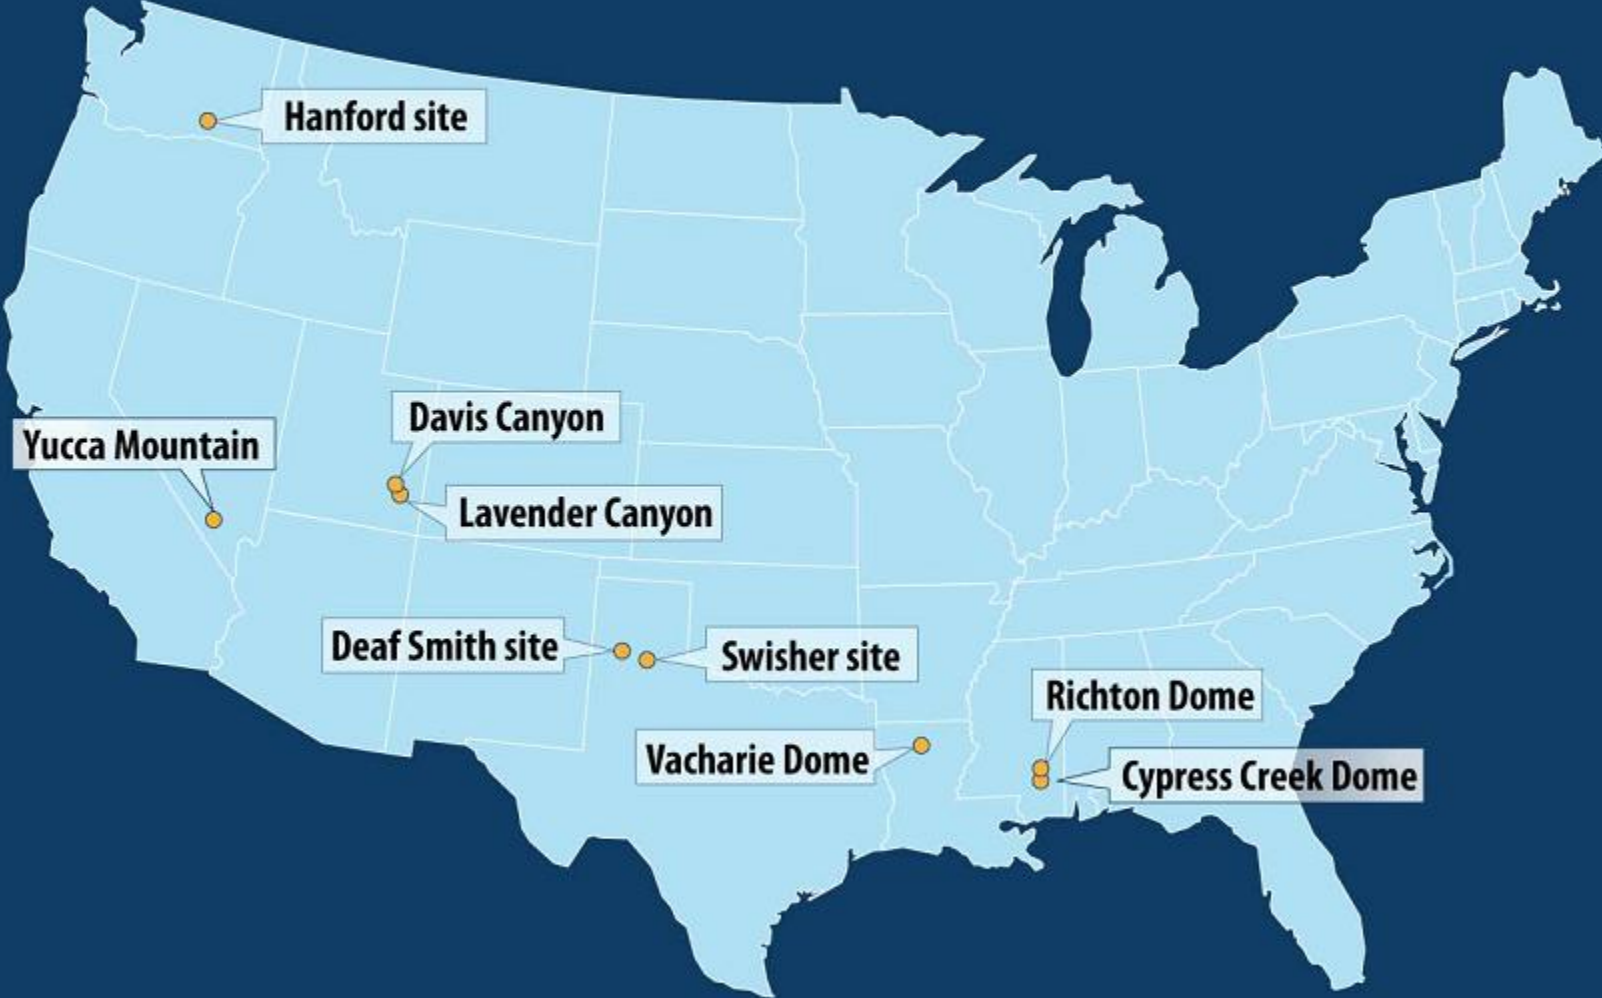 Hanford site
Davis Canyon
Yucca Mountain
Lavender Canyon
Deaf Smith site
Swisher site
Richton Dome
Vacharie Dome
Cypress Creek Dome